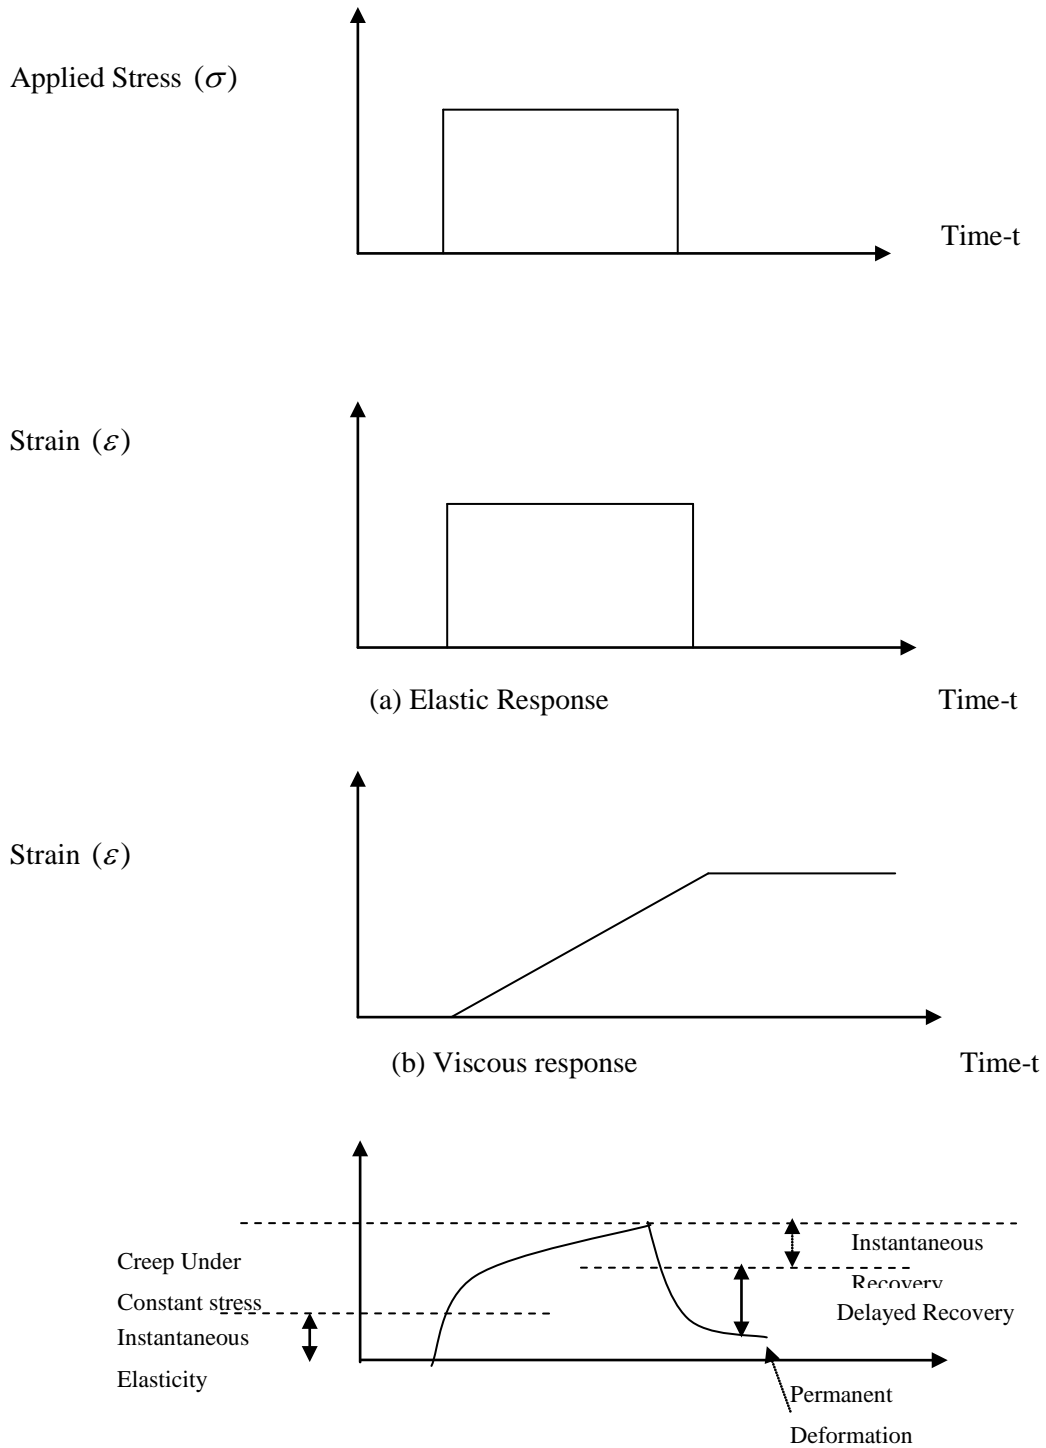 Applied Stress (σ)
Time-t
Strain (ε)
(a) Elastic Response
Time-t
Strain (ε)
(b) Viscous response
Time-t
Creep Under
Constant stress
Instantaneous
Elasticity
Instantaneous
Recovery
Delayed Recovery
Permanent
Deformation